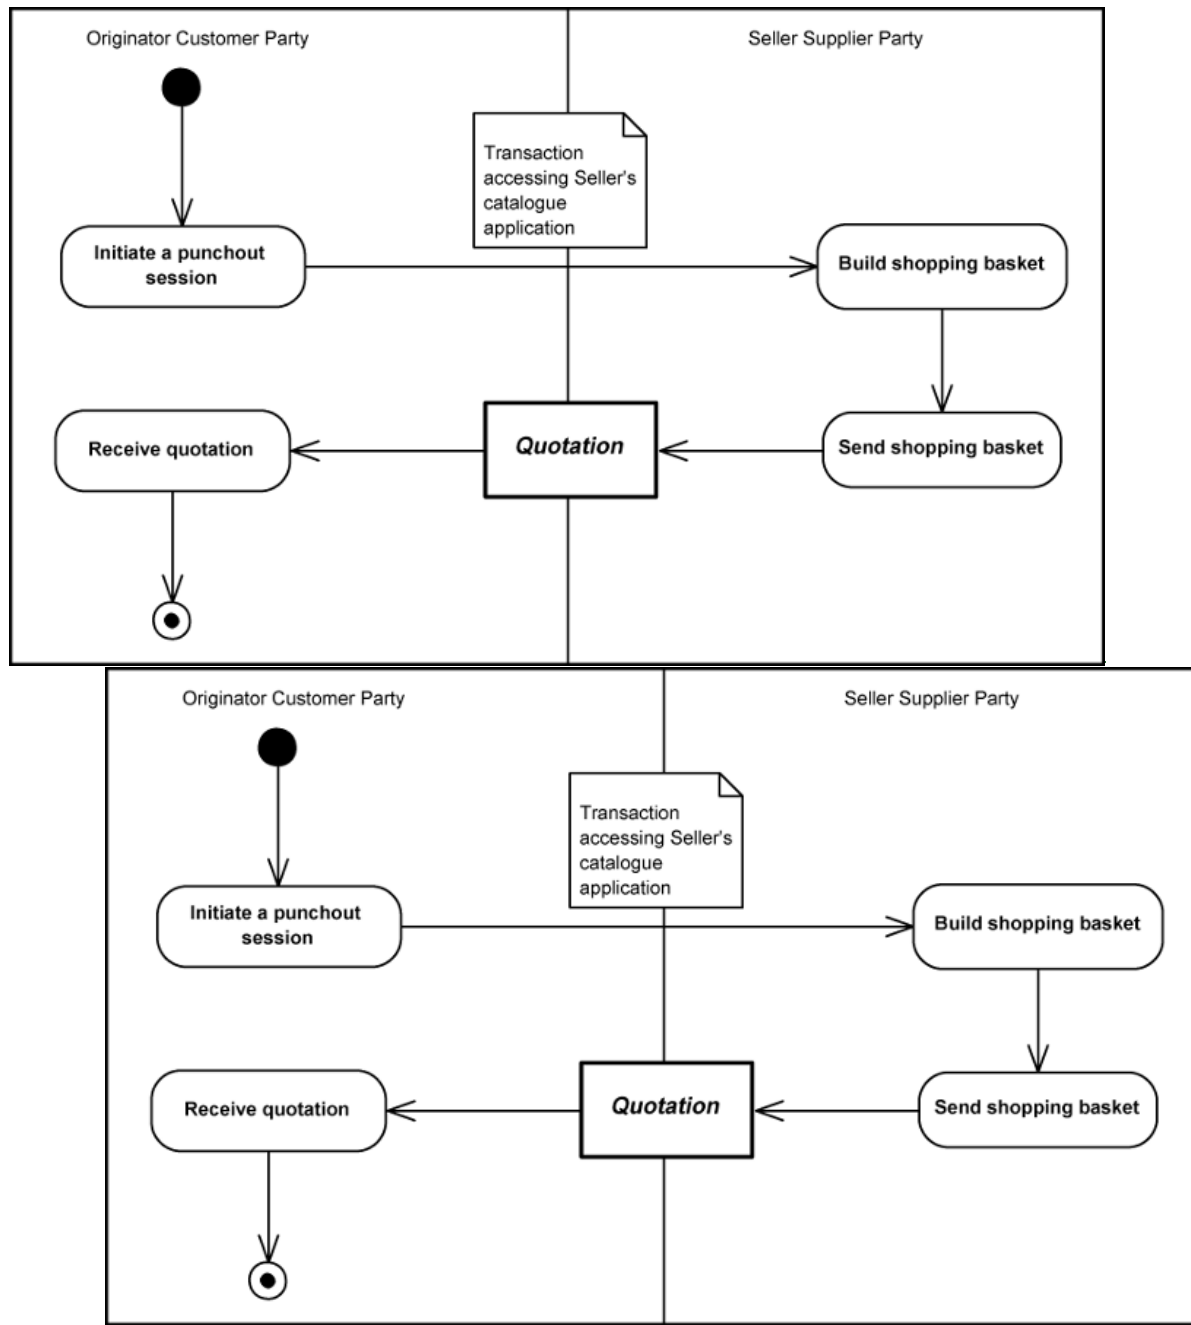 Originator Customer Party
Seller Supplier Party
Transaction
accessing Seller's
catalogue
application
Initiate a punchout
session
Build shopping basket
Receive quotation
Quotation
Send shopping basket
Originator Customer Party
Seller Supplier Party
Transaction
accessing Seller's
catalogue
application
Initiate a punchout
session
Build shopping basket
Receive quotation
Quotation
Send shopping basket